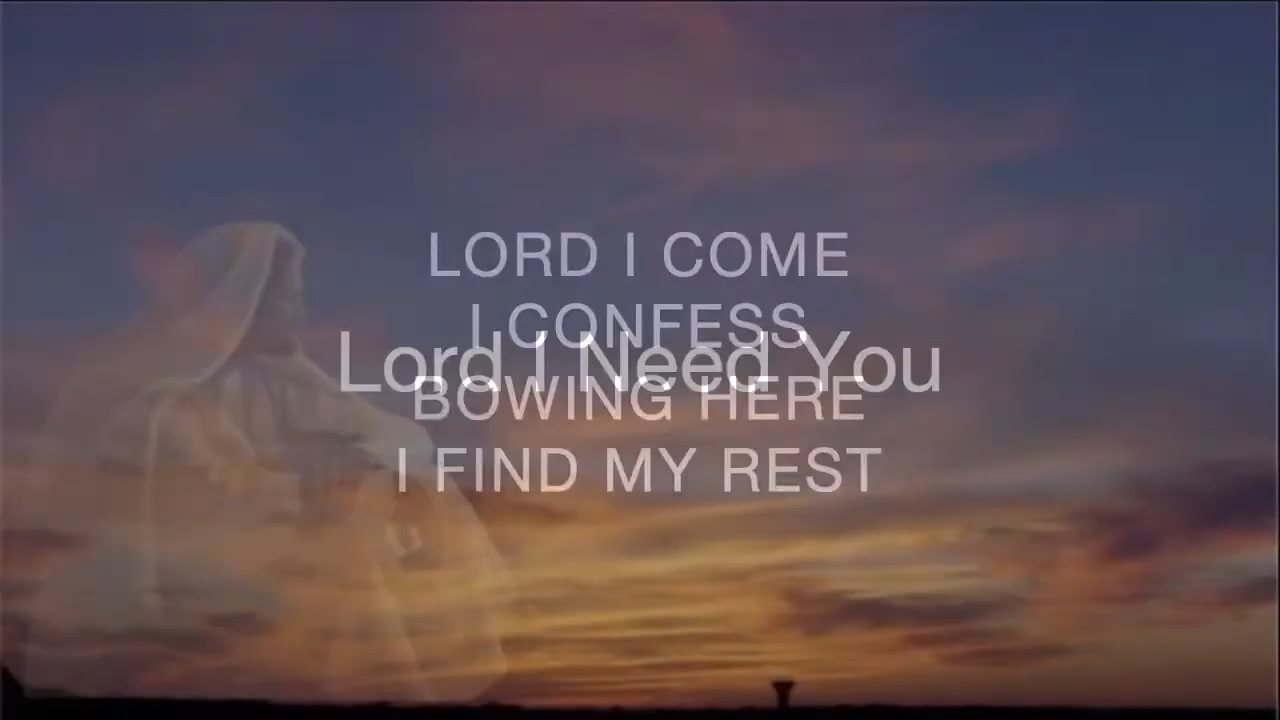 LORD I COME
I CONFESS
Lord I Need You
BOWING HERE
I FIND MY REST